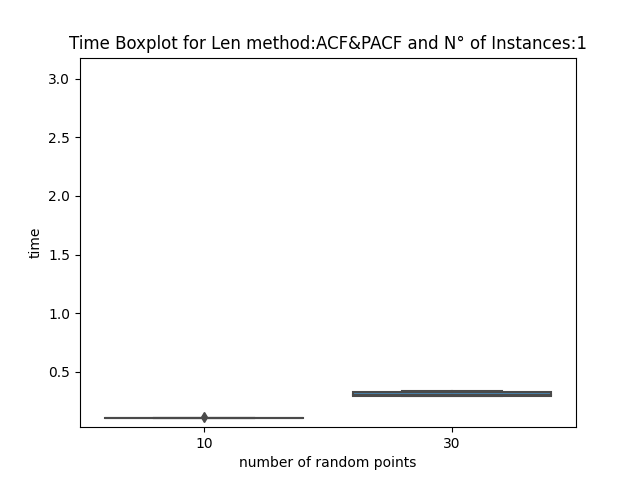 Time Boxplot for Len method:ACF&PACF and N° of Instances:1
3.0
2.5
2.0
1.5
1.0
0.5
time
10 30
number of random points